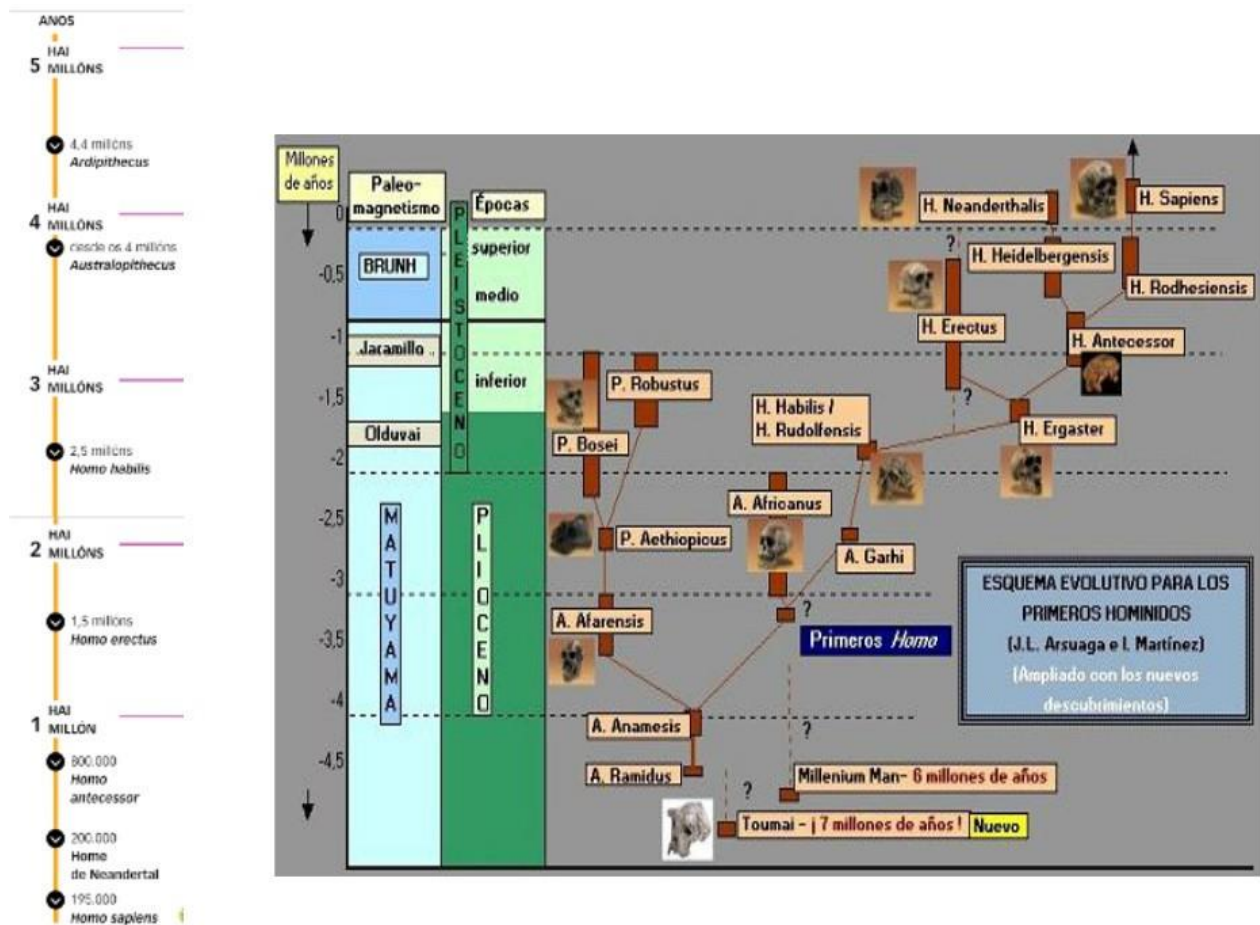 ANOS
HAI
5 MILLÓNS
4,4 millóns
Ardipithecus
HAI
4 MILLÓNS
desde os 4 millóns
Australopithecus
HAI
3 MILLÓNS
2,5 millóns
Homo habilis
HAI
2 MILLÓNS
1,5 millóns
Homo erectus
HAI
1 MILLÓN
800.000
Homo
antecessor
200.000
Home
de Neandertal
195.000
Homo sapiens
Millones
de años
0
-0,5
-1
-1,5
-2
-2,5
-3
-3,5
-4
-4,5
Paleo-
magnetismo
BRUNH
Jaramillo
Olduvai
MATUYAMA
PLEISTOCENO
Épocas
superior
medio
inferior
PLIOCENO
H. Neanderthalis
H. Sapiens
?
H. Heidelbergensis
H. Rodhesiensis
H. Erectus
H. Antecessor
P. Robustus
?
H. Habilis /
H. Rudolfensis
H. Ergaster
P. Bosei
A. Africanus
P. Aethiopicus
A. Garhi
A. Afarensis
?
Primeros Homo
ESQUEMA EVOLUTIVO PARA LOS
PRIMEROS HOMINIDOS
(J.L. Arsuaga e I. Martínez)
(Ampliado con los nuevos
descubrimientos)
A. Anamesis
?
A. Ramidus
Millenium Man- 6 millones de años
?
Toumai - ¡ 7 millones de años ! Nuevo